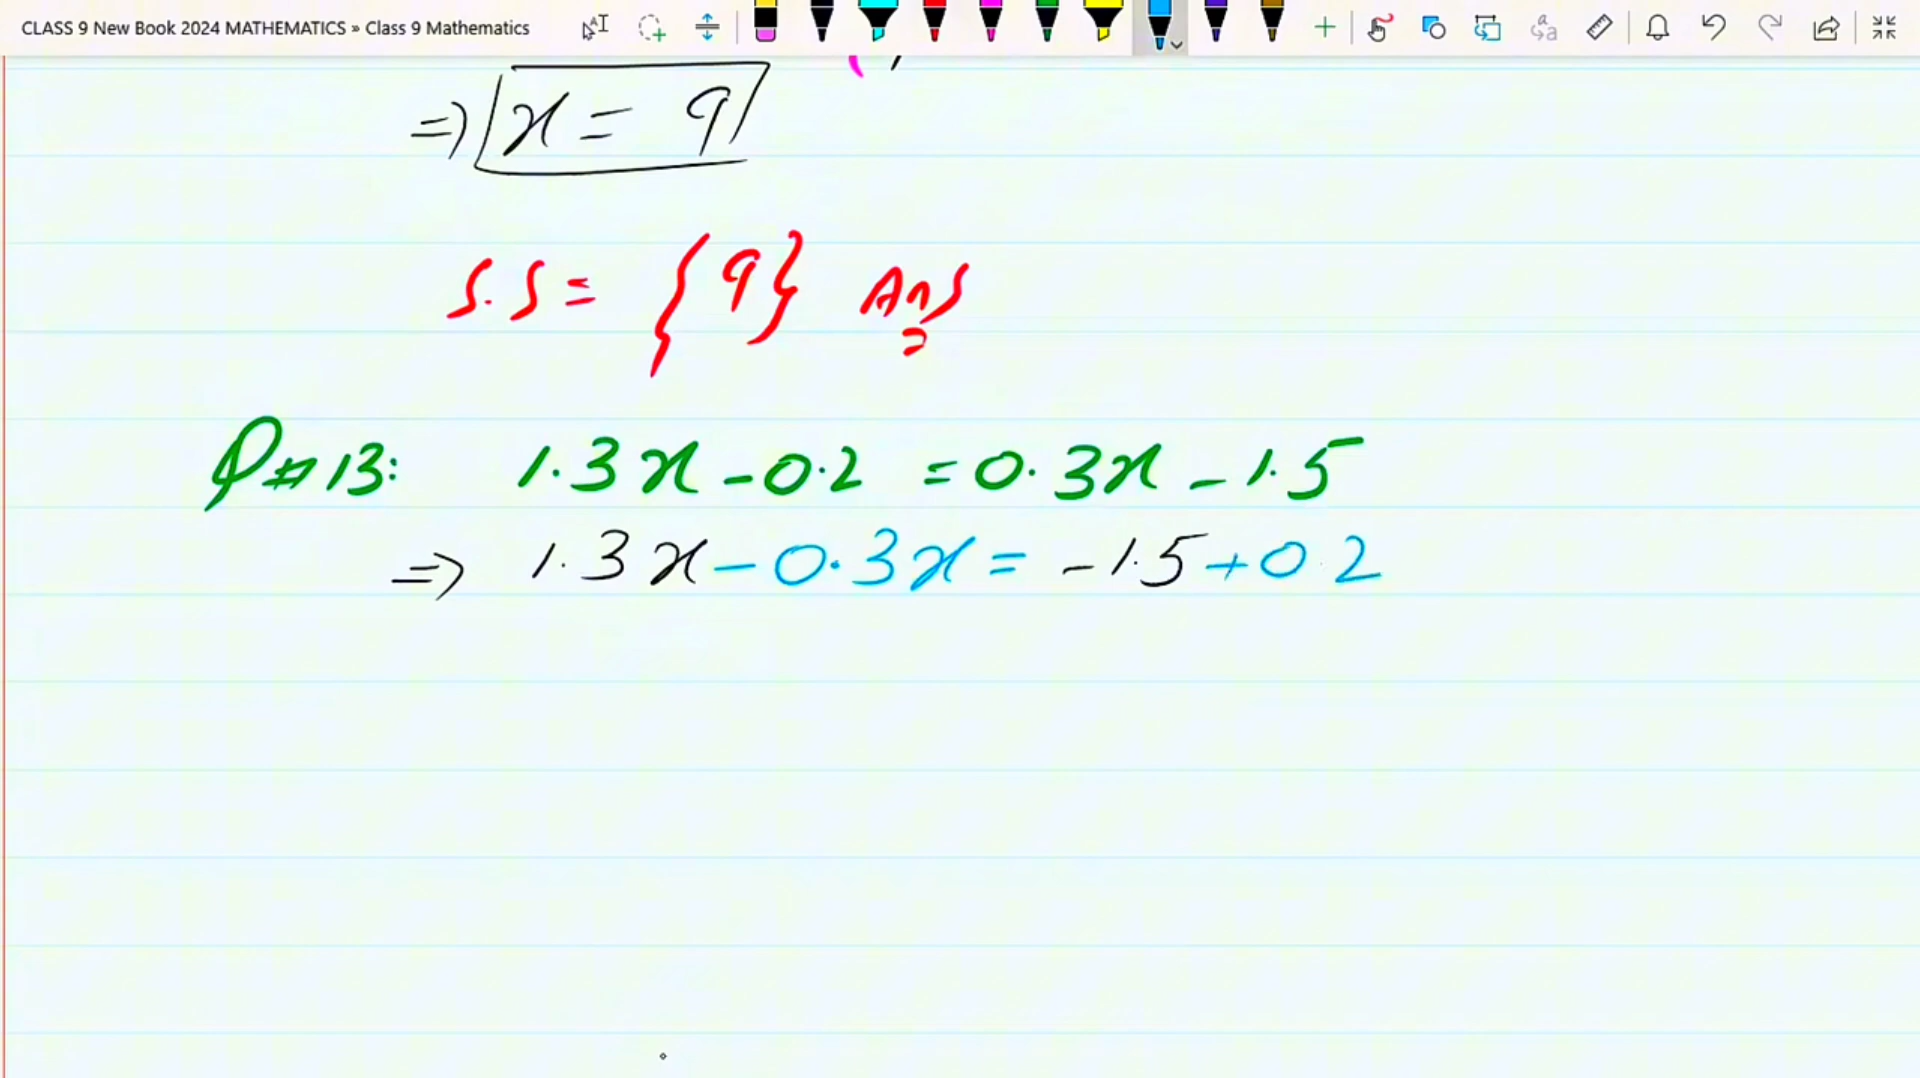 CLASS 9 New Book 2024 MATHEMATICS » Class 9 Mathematics
=> x = 9
S.S = {9} Ans
Q#13: 1.3x - 0.2 = 0.3x - 1.5
=> 1.3x - 0.3x = -1.5 + 0.2